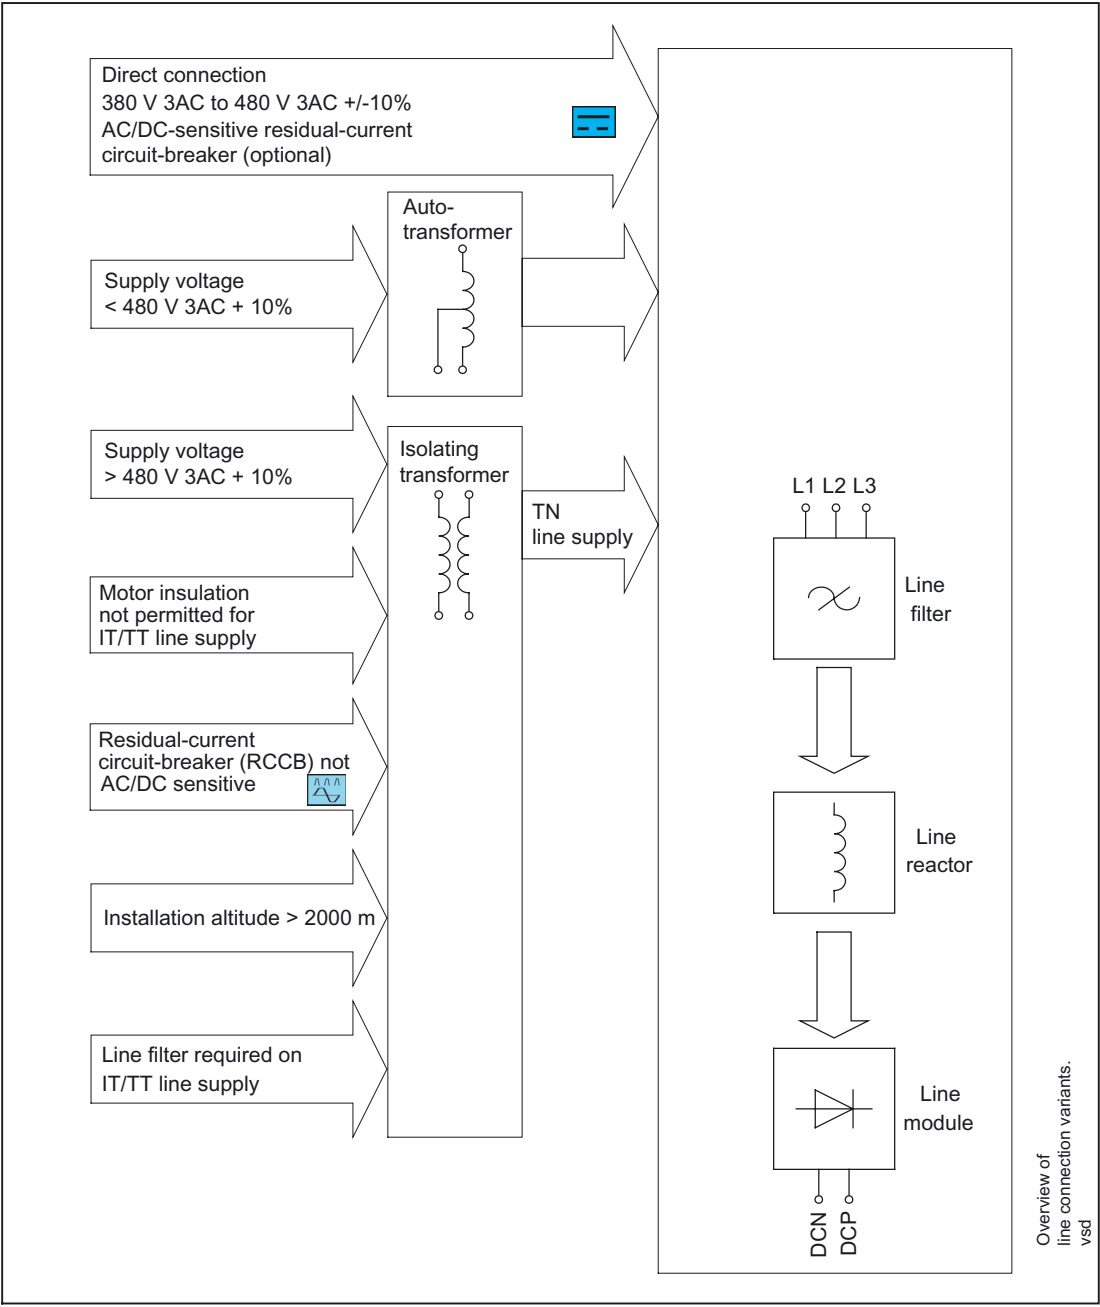 Direct connection
380 V 3AC to 480 V 3AC +/-10%
AC/DC-sensitive residual-current
circuit-breaker (optional)
Auto-
transformer
Supply voltage
< 480 V 3AC + 10%
Supply voltage
> 480 V 3AC + 10%
Isolating
transformer
TN
line supply
Motor insulation
not permitted for
IT/TT line supply
Residual-current
circuit-breaker (RCCB) not
AC/DC sensitive
Installation altitude > 2000 m
Line filter required on
IT/TT line supply
L1 L2 L3
Line
filter
Line
reactor
Line
module
DCN
DCP
Overview of
line connection variants.
vsd